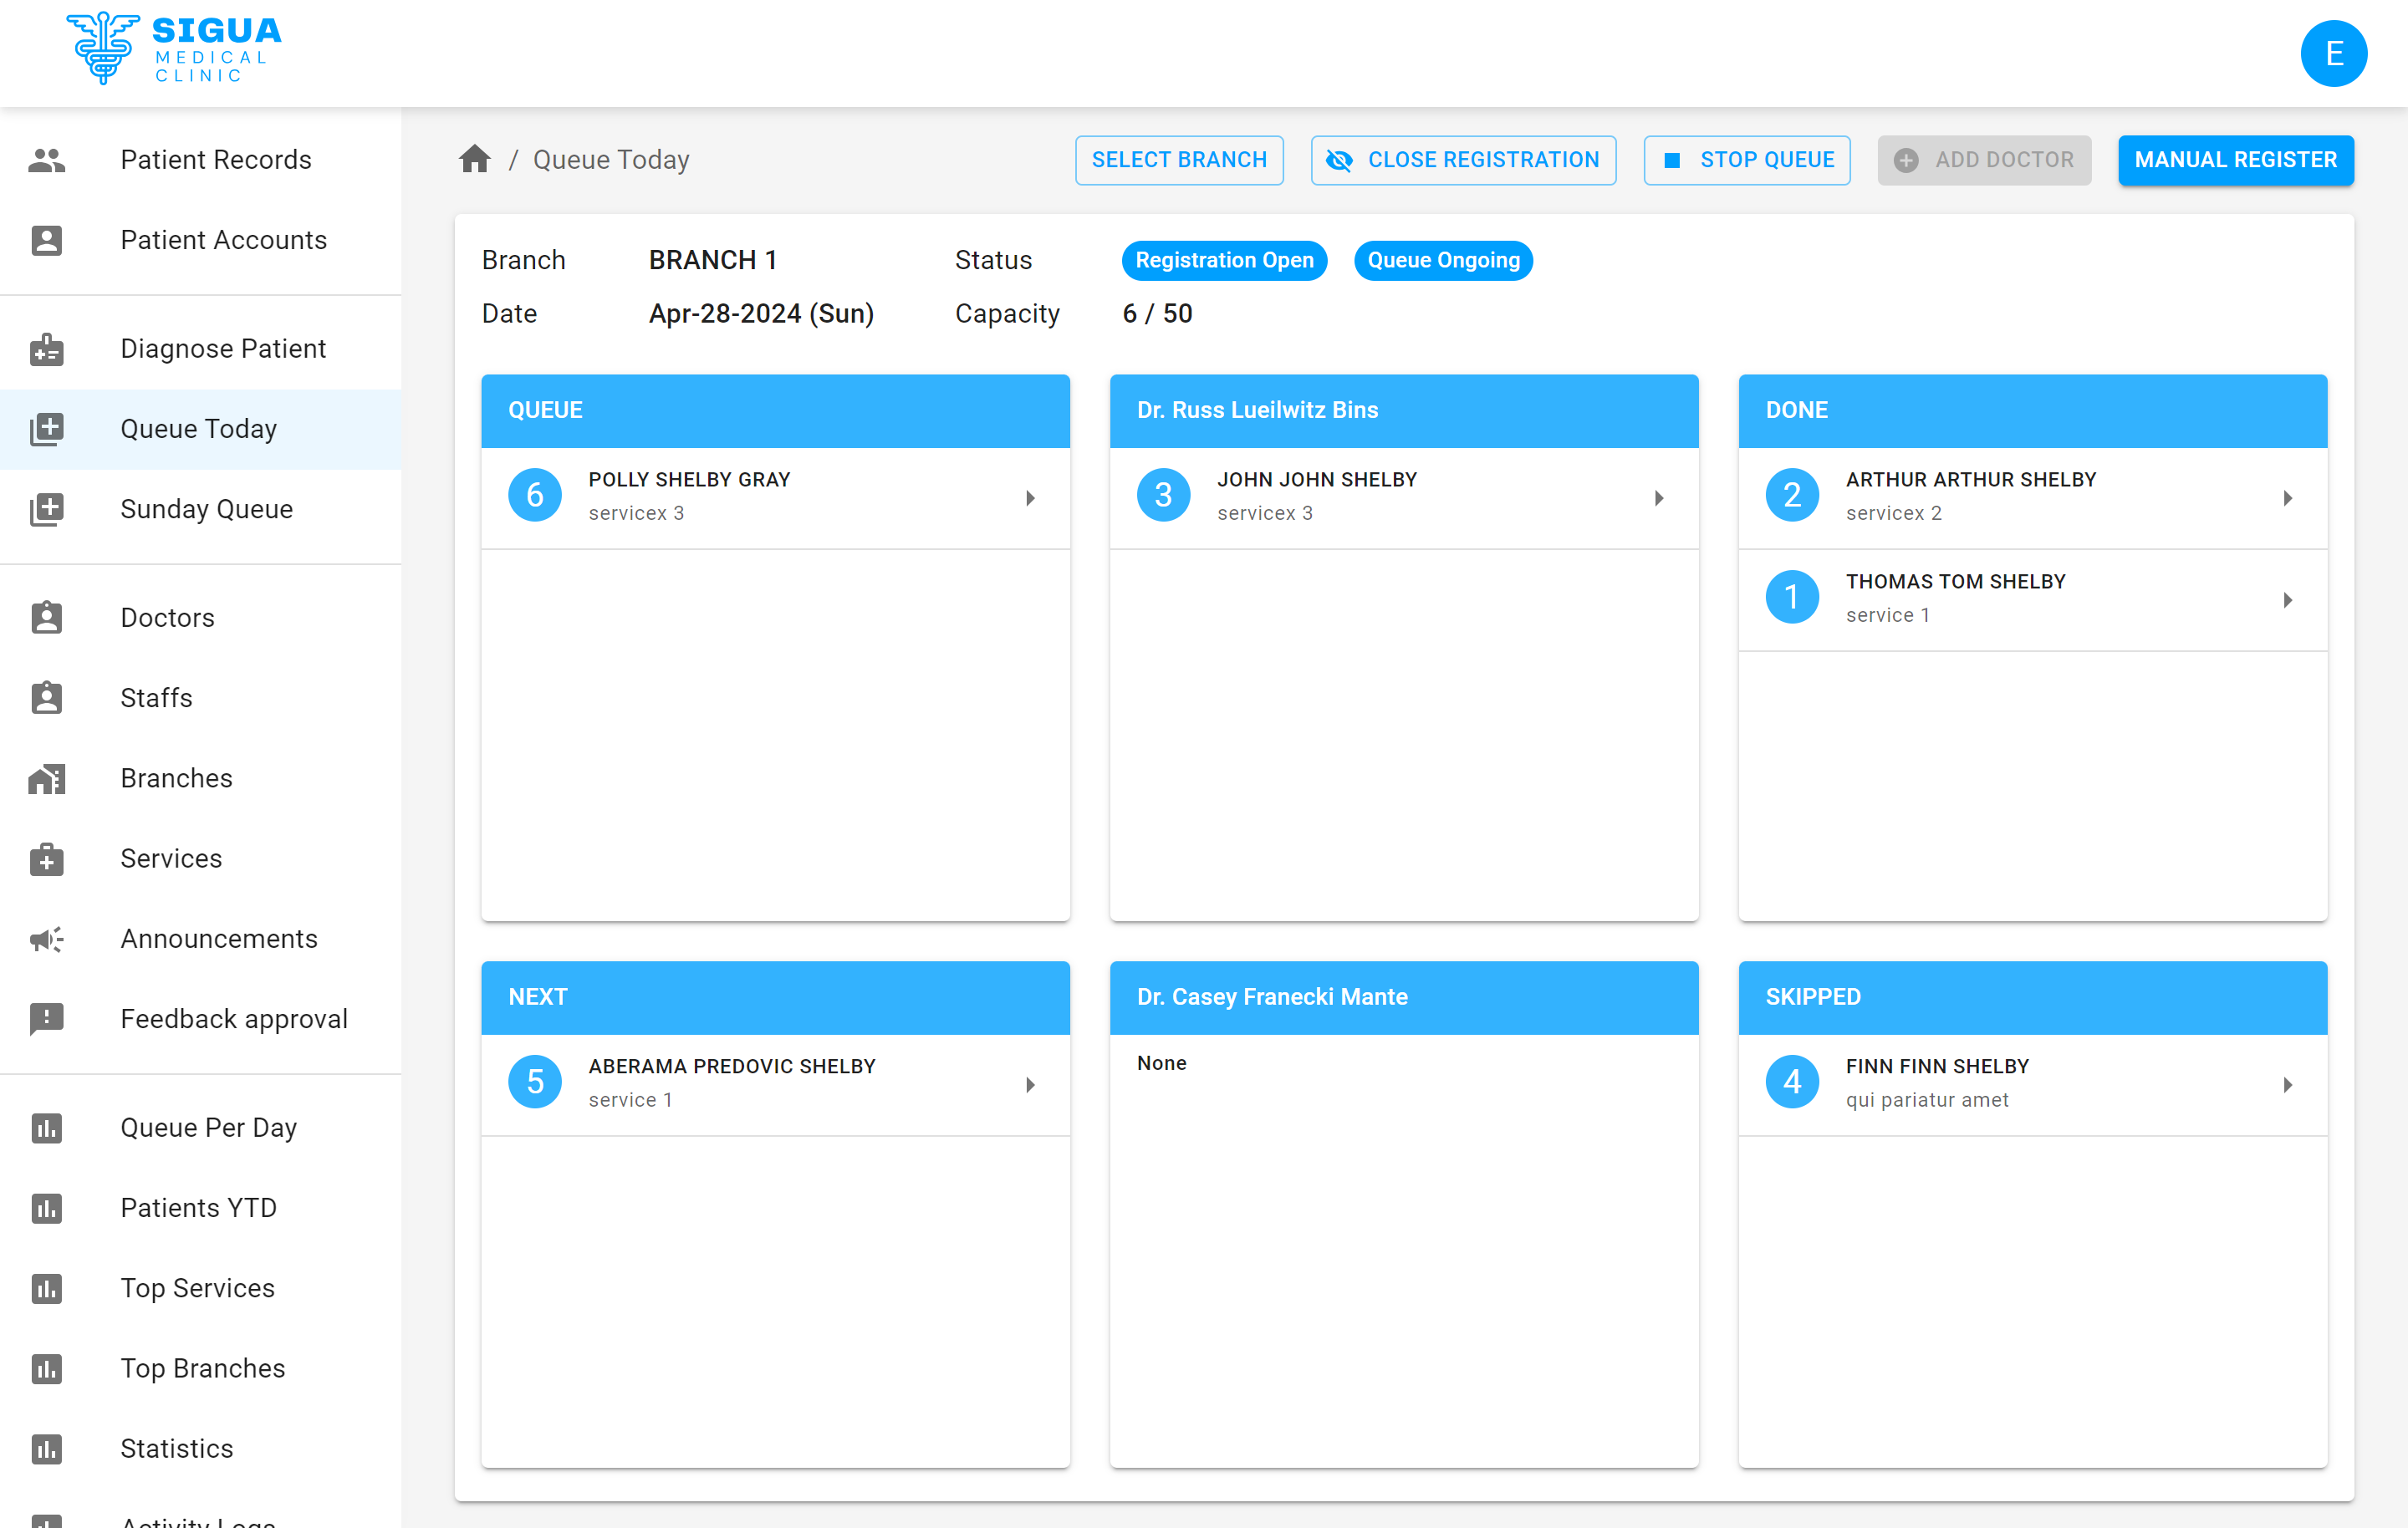 SIGUA
MEDICAL
CLINIC
E
Patient Records
Patient Accounts
Diagnose Patient
Queue Today
Sunday Queue
Doctors
Staffs
Branches
Services
Announcements
Feedback approval
Queue Per Day
Patients YTD
Top Services
Top Branches
Statistics
Activity Logs
/ Queue Today
SELECT BRANCH
CLOSE REGISTRATION
STOP QUEUE
ADD DOCTOR
MANUAL REGISTER
Branch BRANCH 1 Status Registration Open Queue Ongoing
Date Apr-28-2024 (Sun) Capacity 6 / 50
QUEUE
6 POLLY SHELBY GRAY
servicex 3
Dr. Russ Lueilwitz Bins
3 JOHN JOHN SHELBY
servicex 3
DONE
2 ARTHUR ARTHUR SHELBY
servicex 2
1 THOMAS TOM SHELBY
service 1
NEXT
5 ABERAMA PREDOVIC SHELBY
service 1
Dr. Casey Franecki Mante
None
SKIPPED
4 FINN FINN SHELBY
qui pariatur amet